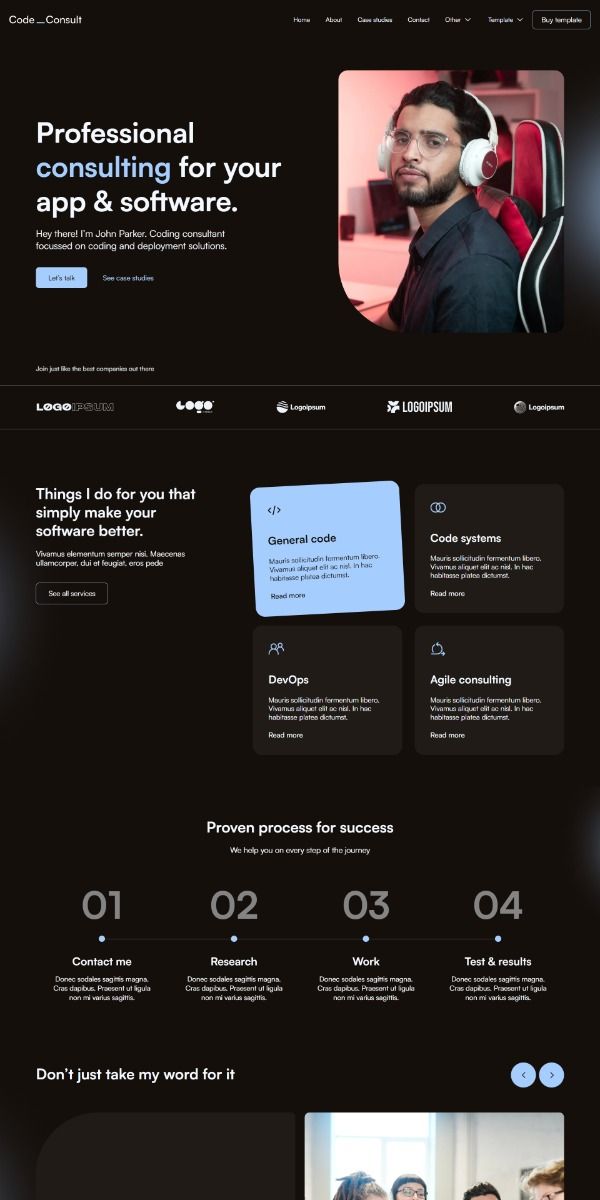 Code __Consult
Home
About
Case studies
Contact
Other
Template
Buy template
Professional
consulting for your
app & software.
Hey there! I'm John Parker. Coding consultant
focussed on coding and deployment solutions.
Let's talk
See case studies
Join just like the best companies out there
LOGOIPSUM
LOGO
Logoipsum
LOGOIPSUM
Logoipsum
Things I do for you that
simply make your
software better.
Vivamus elementum semper nisi. Maecenas
ullamcorper, dui et feugiat, eros pede
See all services
General code
Mauris sollicitudin fermentum libero.
Vivamus aliquet elit ac nisl. In hac
habitasse platea dictumst.
Read more
Code systems
Mauris sollicitudin fermentum libero.
Vivamus aliquet elit ac nisl. In hac
habitasse platea dictumst.
Read more
DevOps
Mauris sollicitudin fermentum libero.
Vivamus aliquet elit ac nisl. In hac
habitasse platea dictumst.
Read more
Agile consulting
Mauris sollicitudin fermentum libero.
Vivamus aliquet elit ac nisl. In hac
habitasse platea dictumst.
Read more
Proven process for success
We help you on every step of the journey
01
02
03
04
Contact me
Donec sodales sagittis magna.
Cras dapibus. Praesent ut ligula
non mi varius sagittis.
Research
Donec sodales sagittis magna.
Cras dapibus. Praesent ut ligula
non mi varius sagittis.
Work
Donec sodales sagittis magna.
Cras dapibus. Praesent ut ligula
non mi varius sagittis.
Test & results
Donec sodales sagittis magna.
Cras dapibus. Praesent ut ligula
non mi varius sagittis.
Don't just take my word for it